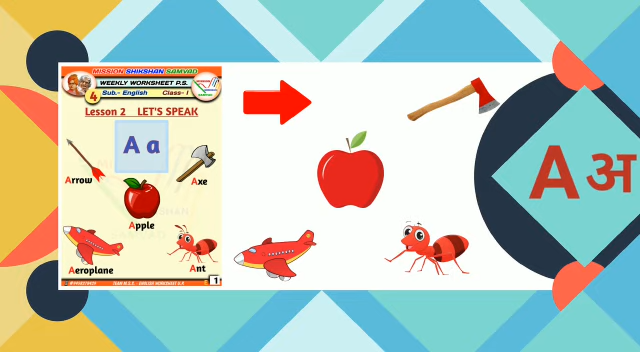 MISSION SHIKSHAN SAMVAD
WEEKLY WORKSHEET P.S.
4
Sub.- English Class- I
Lesson 2 LET'S SPEAK
A a
Arrow
Axe
Apple
Aeroplane
Ant
1
A अ